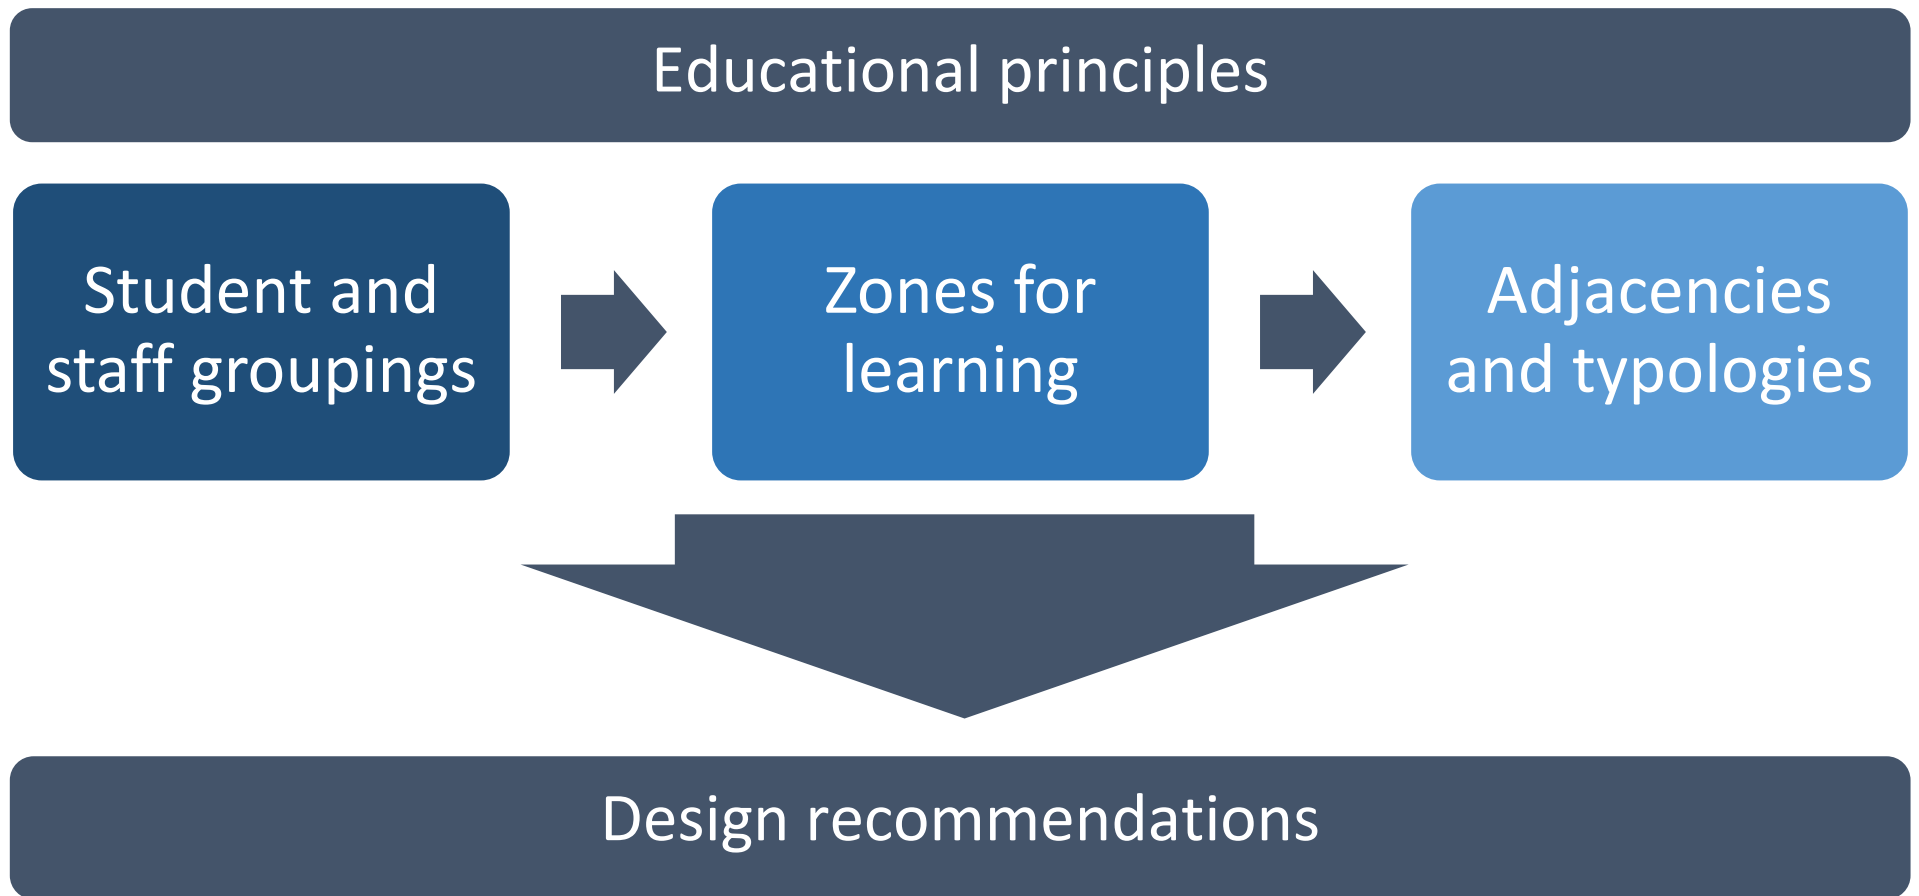 Educational principles
Student and
staff groupings
Zones for
learning
Adjacencies
and typologies
Design recommendations